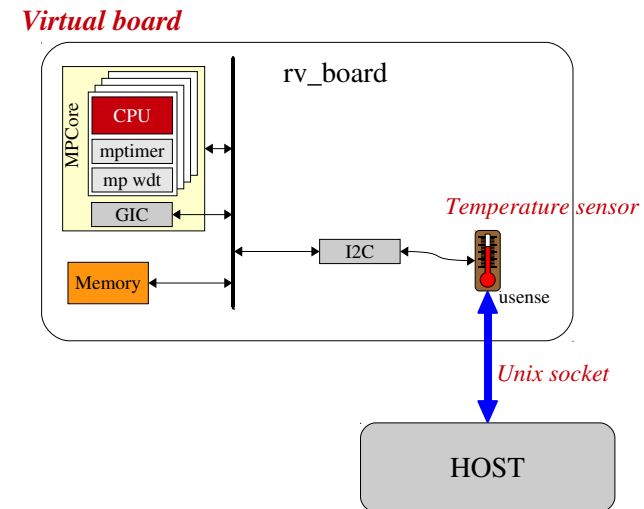 Virtual board
rv_board
MPCore
CPU
mptimer
mp wdt
GIC
Temperature sensor
I2C
Memory
usense
Unix socket
HOST